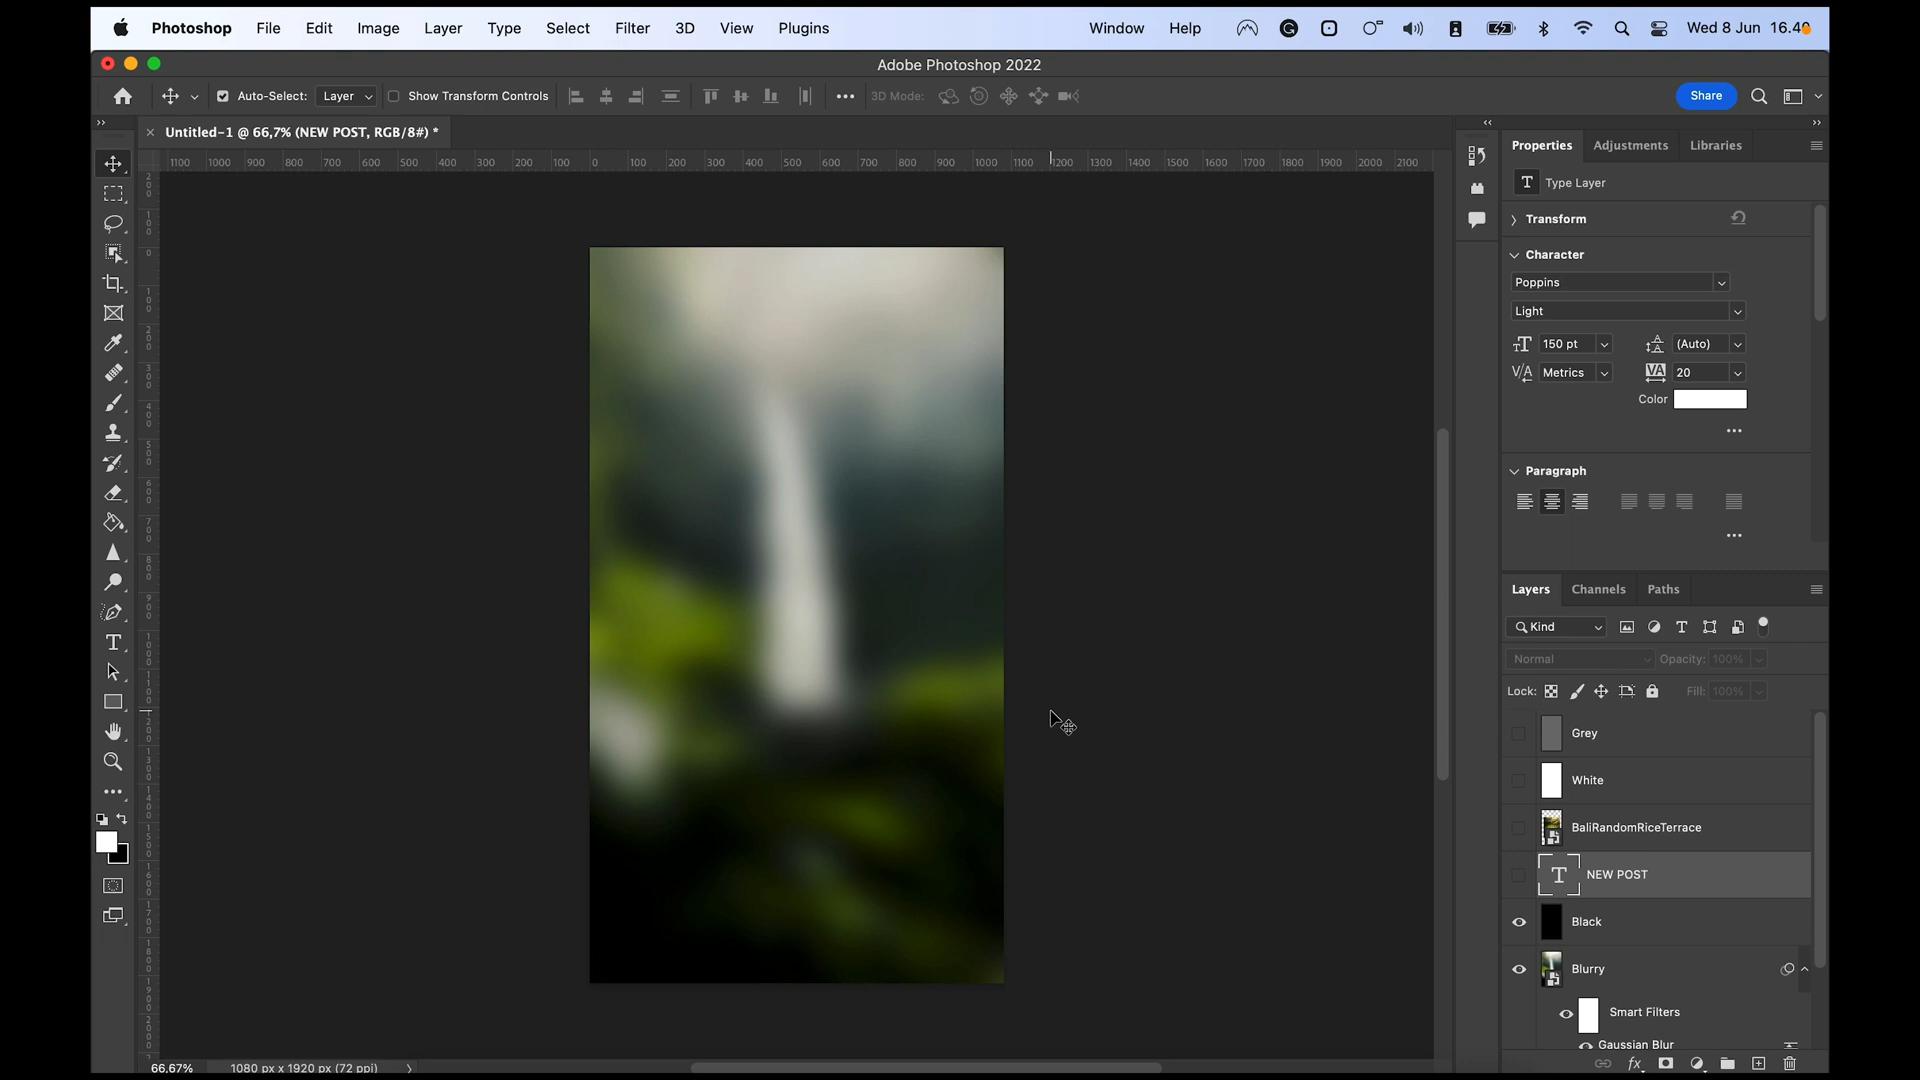 Photoshop File Edit Image Layer Type Select Filter 3D View Plugins Window Help Wed 8 Jun
Adobe Photoshop 2022
Auto-Select: Layer Show Transform Controls 3D Mode: Share
Untitled-1 @ 66,7% (NEW POST, RGB/8#) *
1100 1000 900 800 700 600 500 400 300 200 100 0 100 200 300 400 500 600 700 800 900 1000 1100 1200 1300 1400 1500 1600 1700 1800 1900 2000 2100
Properties Adjustments Libraries
T Type Layer
Transform
Character
Poppins
Light
150 pt (Auto)
Metrics 20
Color
Paragraph
Layers Channels Paths
Kind
Normal Opacity: 100%
Lock: Fill: 100%
Grey
White
BaliRandomRiceTerrace
T NEW POST
Black
Blurry
Smart Filters
Gaussian Blur
66,67% 1080 px x 1920 px (72 ppi)